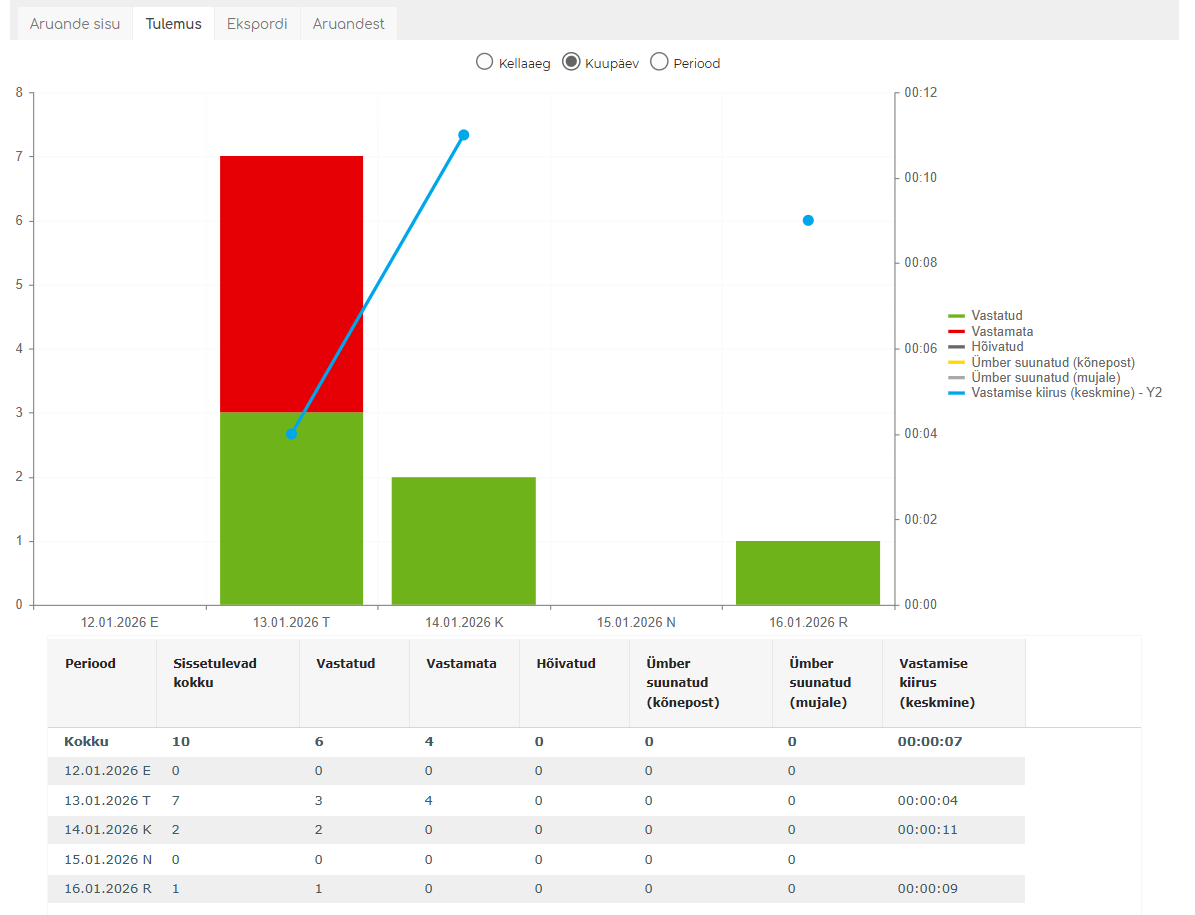 Aruande sisu Tulemus Ekspordi Aruandest
Kellaaeg Kuupäev Periood
8 00:12
7
00:10
6
00:08
5
Vastatud
Vastamata
4 00:06 Hõivatud
Ümber suunatud (kõnepost)
Ümber suunatud (mujale)
Vastamise kiirus (keskmine) - Y2
3
00:04
2
00:02
1
0 00:00
12.01.2026 E 13.01.2026 T 14.01.2026 K 15.01.2026 N 16.01.2026 R
Periood Sissetulevad kokku Vastatud Vastamata Hõivatud Ümber suunatud (kõnepost) Ümber suunatud (mujale) Vastamise kiirus (keskmine)
Kokku 10 6 4 0 0 0 00:00:07
12.01.2026 E 0 0 0 0 0 0
13.01.2026 T 7 3 4 0 0 0 00:00:04
14.01.2026 K 2 2 0 0 0 0 00:00:11
15.01.2026 N 0 0 0 0 0 0
16.01.2026 R 1 1 0 0 0 0 00:00:09